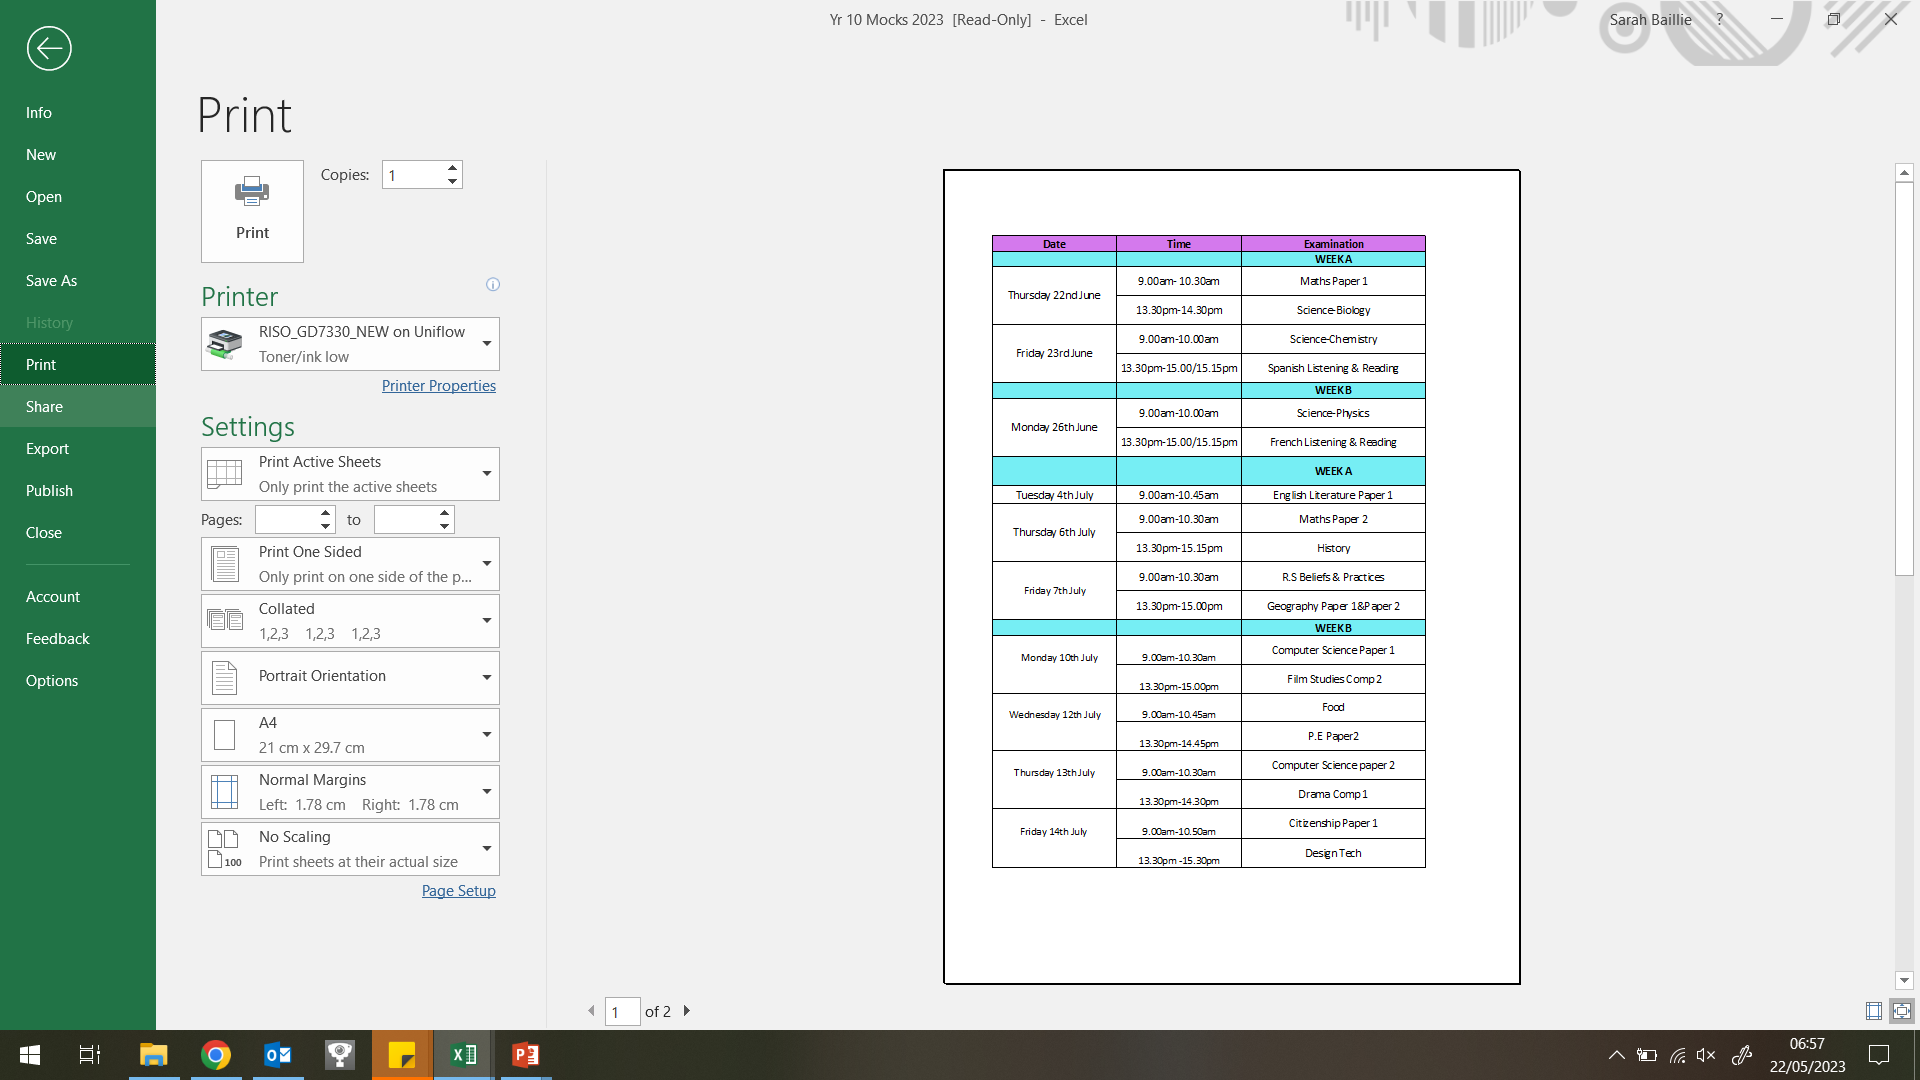 Yr 10 Mocks 2023  [Read-Only]  -  Excel
Sarah Baillie
?
Info
New
Open
Save
Save As
History
Print
Share
Export
Publish
Close
Account
Feedback
Options
Print
Print
Copies: 1
Printer
RISO_GD7330_NEW on Uniflow
Toner/ink low
Printer Properties
Settings
Print Active Sheets
Only print the active sheets
Pages: to
Print One Sided
Only print on one side of the p...
Collated
1,2,3 1,2,3 1,2,3
Portrait Orientation
A4
21 cm x 29.7 cm
Normal Margins
Left: 1.78 cm Right: 1.78 cm
No Scaling
100 Print sheets at their actual size
Page Setup
Date Time Examination
WEEK A
Thursday 22nd June 9.00am- 10.30am Maths Paper 1
13.30pm-14.30pm Science-Biology
Friday 23rd June 9.00am-10.00am Science-Chemistry
13.30pm-15.00/15.15pm Spanish Listening & Reading
WEEK B
Monday 26th June 9.00am-10.00am Science-Physics
13.30pm-15.00/15.15pm French Listening & Reading
WEEK A
Tuesday 4th July 9.00am-10.45am English Literature Paper 1
Thursday 6th July 9.00am-10.30am Maths Paper 2
13.30pm-15.15pm History
Friday 7th July 9.00am-10.30am R.S Beliefs & Practices
13.30pm-15.00pm Geography Paper 1&Paper 2
WEEK B
Monday 10th July 9.00am-10.30am Computer Science Paper 1
13.30pm-15.00pm Film Studies Comp 2
Wednesday 12th July 9.00am-10.45am Food
13.30pm-14.45pm P.E Paper2
Thursday 13th July 9.00am-10.30am Computer Science paper 2
13.30pm-14.30pm Drama Comp 1
Friday 14th July 9.00am-10.50am Citizenship Paper 1
13.30pm -15.30pm Design Tech
1 of 2
06:57
22/05/2023